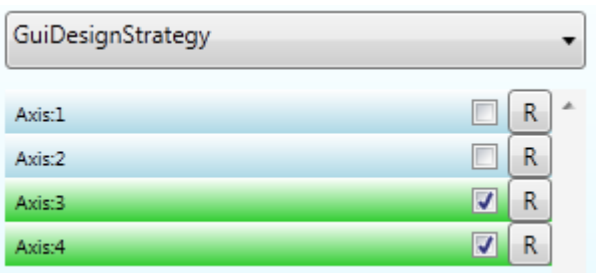 GuiDesignStrategy
Axis:1 R
Axis:2 R
Axis:3 R
Axis:4 R